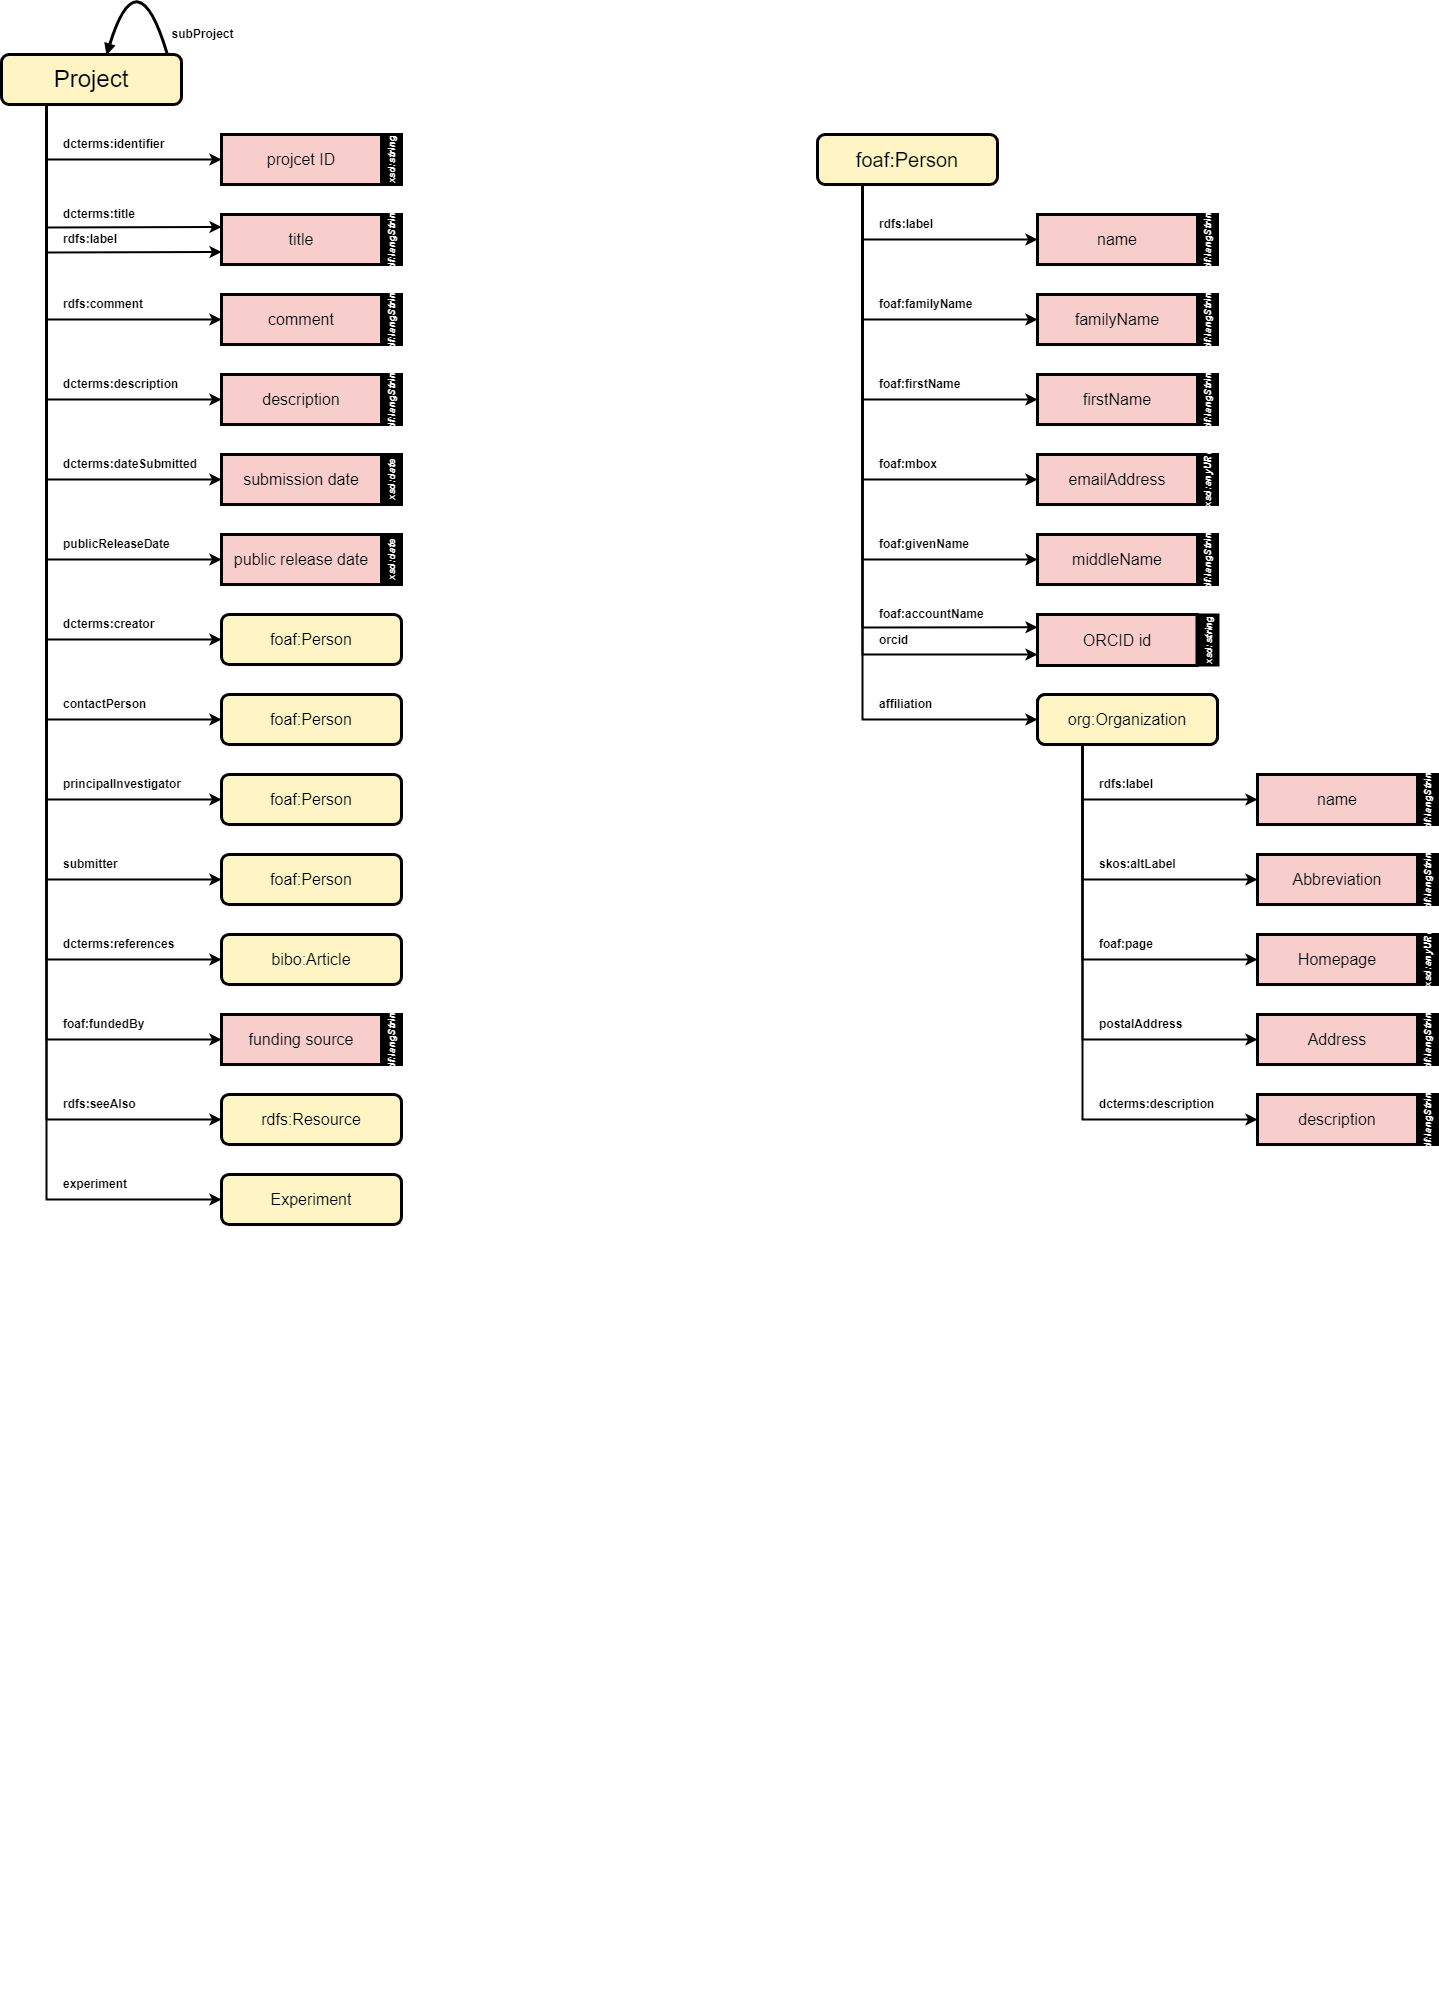 subProject
Project
dcterms:identifier
projcet ID
xsd:string
dcterms:title
rdfs:label
title
df:langStrin
rdfs:comment
comment
df:langStrin
dcterms:description
description
df:langStrin
dcterms:dateSubmitted
submission date
xsd:date
publicReleaseDate
public release date
xsd:date
dcterms:creator
foaf:Person
contactPerson
foaf:Person
principalInvestigator
foaf:Person
submitter
foaf:Person
dcterms:references
bibo:Article
foaf:fundedBy
funding source
df:langStrin
rdfs:seeAlso
rdfs:Resource
experiment
Experiment
foaf:Person
rdfs:label
name
df:langStrin
foaf:familyName
familyName
df:langStrin
foaf:firstName
firstName
df:langStrin
foaf:mbox
emailAddress
xsd:anyUR
foaf:givenName
middleName
df:langStrin
foaf:accountName
orcid
ORCID id
xsd:string
affiliation
org:Organization
rdfs:label
name
df:langStrin
skos:altLabel
Abbreviation
df:langStrin
foaf:page
Homepage
xsd:anyUR
postalAddress
Address
df:langStrin
dcterms:description
description
df:langStrin